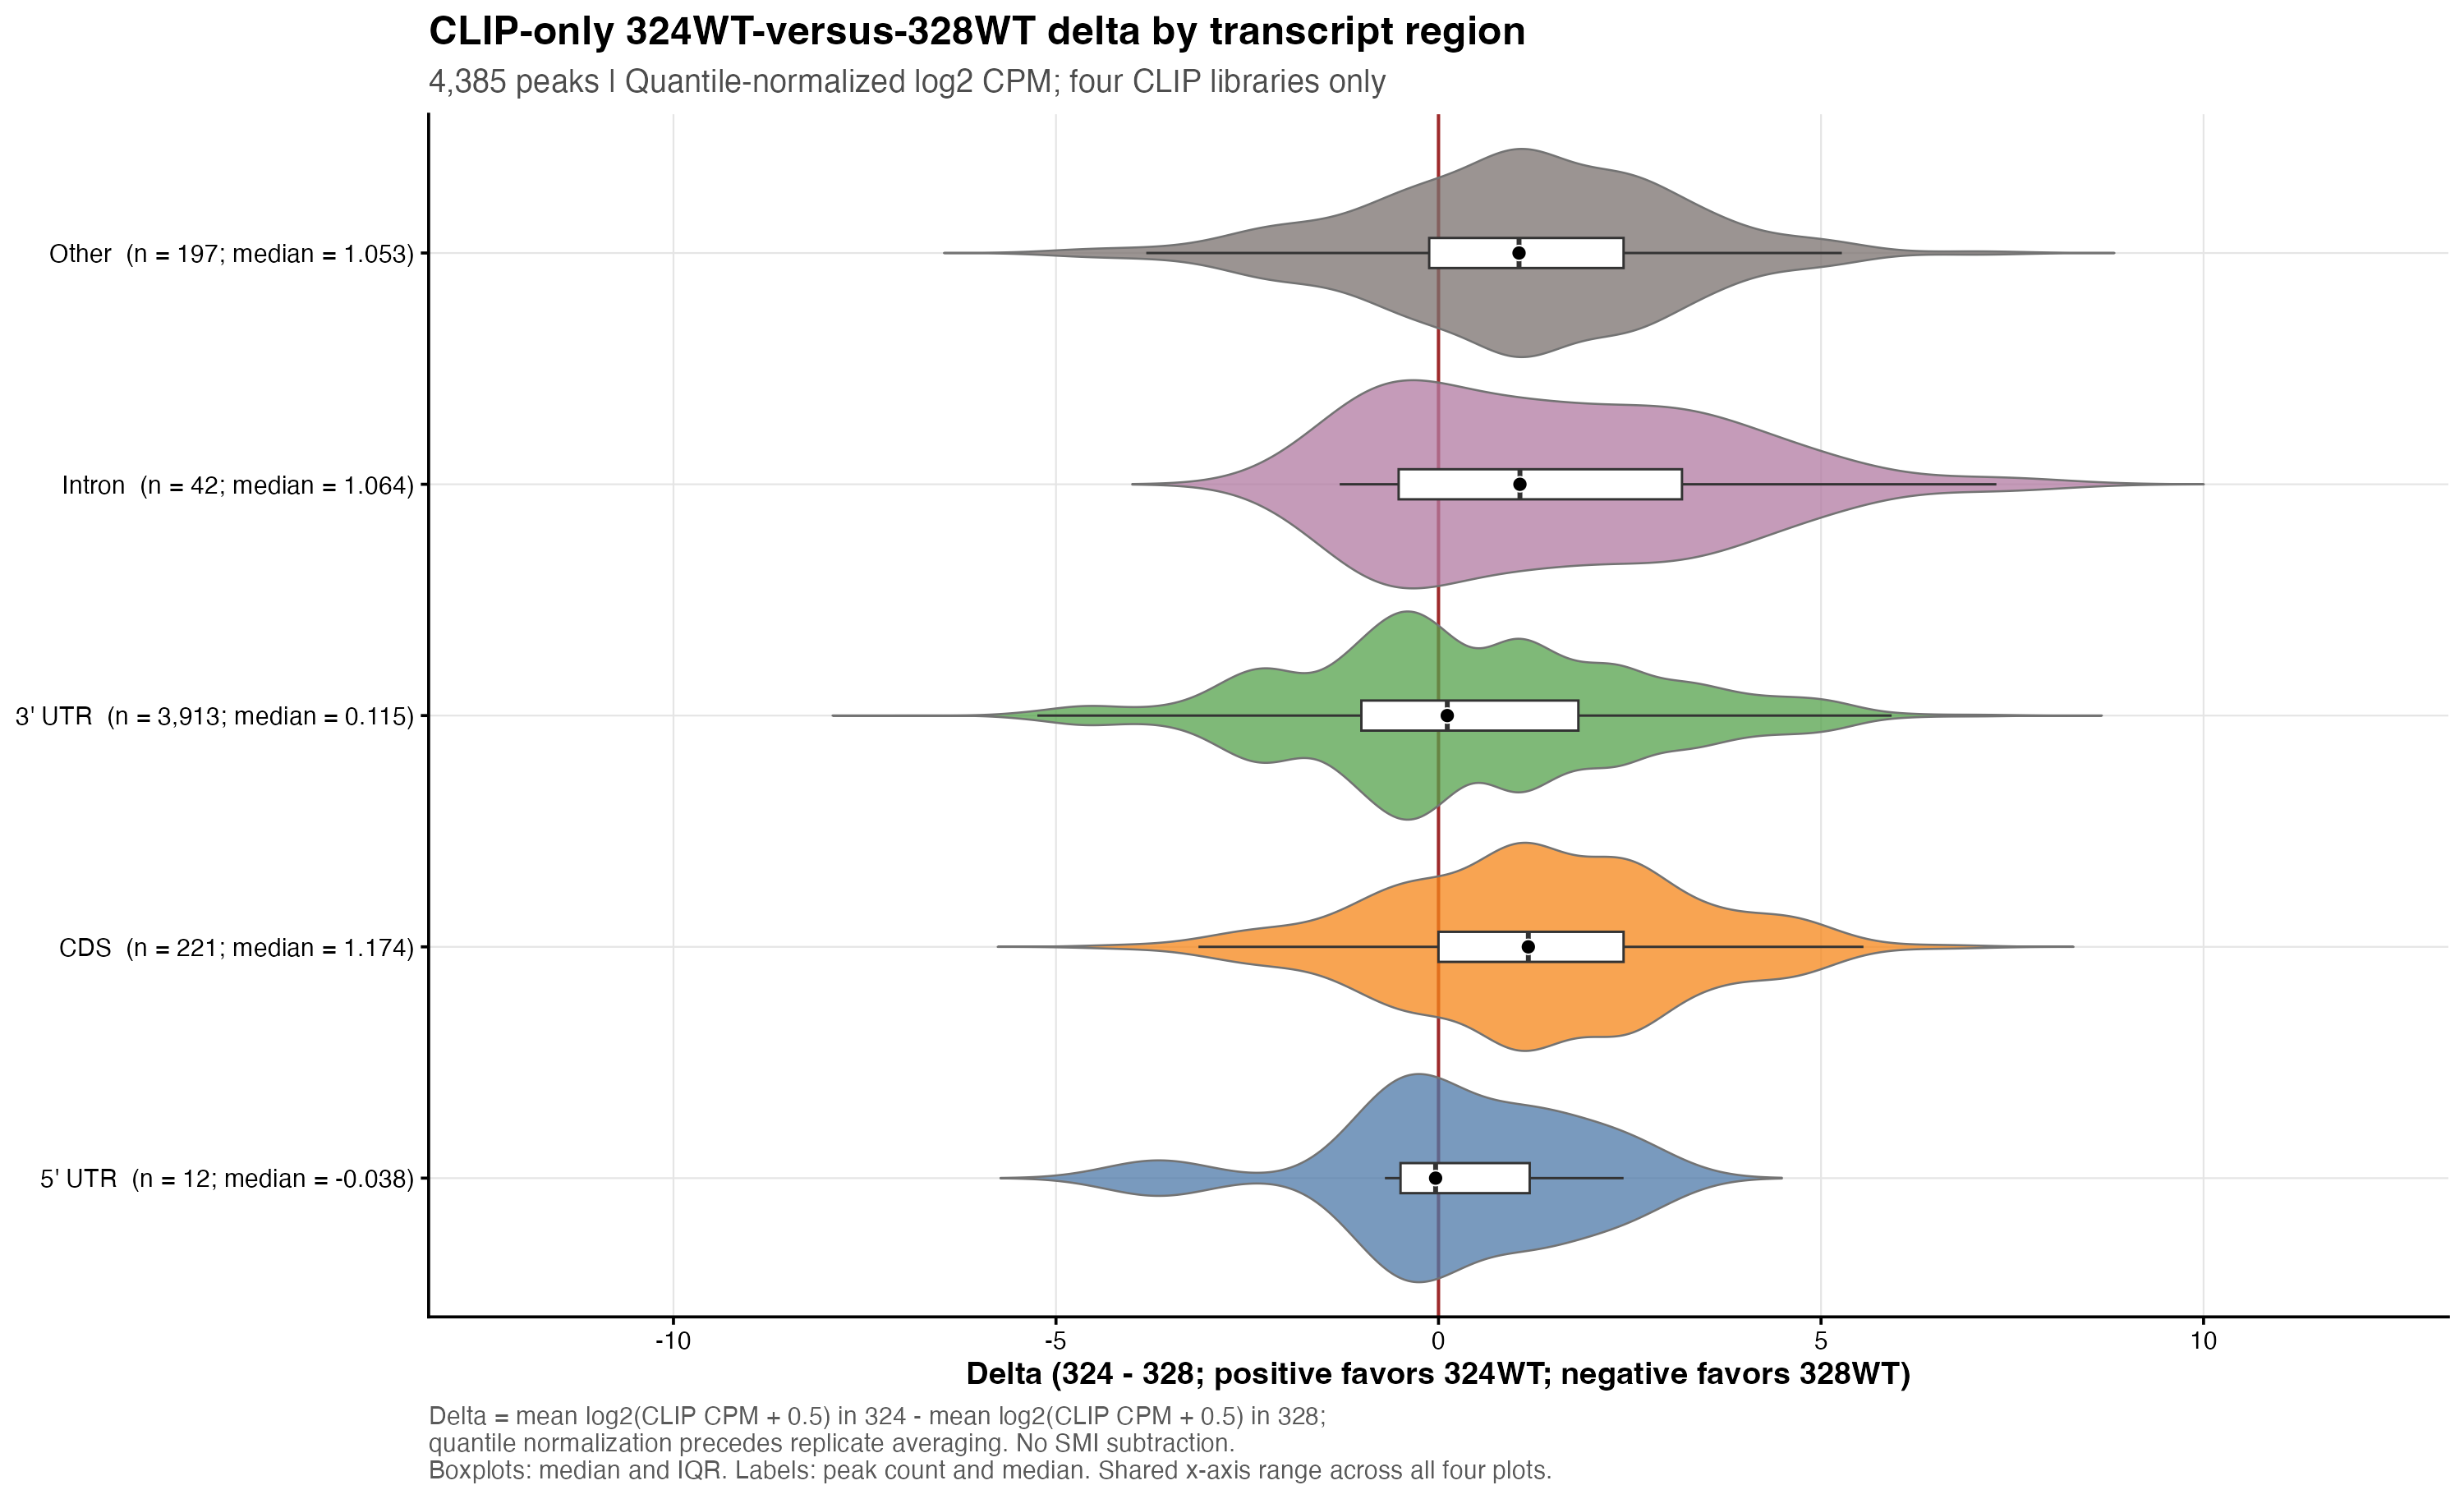 CLIP-only 324WT-versus-328WT delta by transcript region
4,385 peaks | Quantile-normalized log2 CPM; four CLIP libraries only
Other (n = 197; median = 1.053)
Intron (n = 42; median = 1.064)
3' UTR (n = 3,913; median = 0.115)
CDS (n = 221; median = 1.174)
5' UTR (n = 12; median = -0.038)
-10 -5 0 5 10
Delta (324 - 328; positive favors 324WT; negative favors 328WT)
Delta = mean log2(CLIP CPM + 0.5) in 324 - mean log2(CLIP CPM + 0.5) in 328;
quantile normalization precedes replicate averaging. No SMI subtraction.
Boxplots: median and IQR. Labels: peak count and median. Shared x-axis range across all four plots.